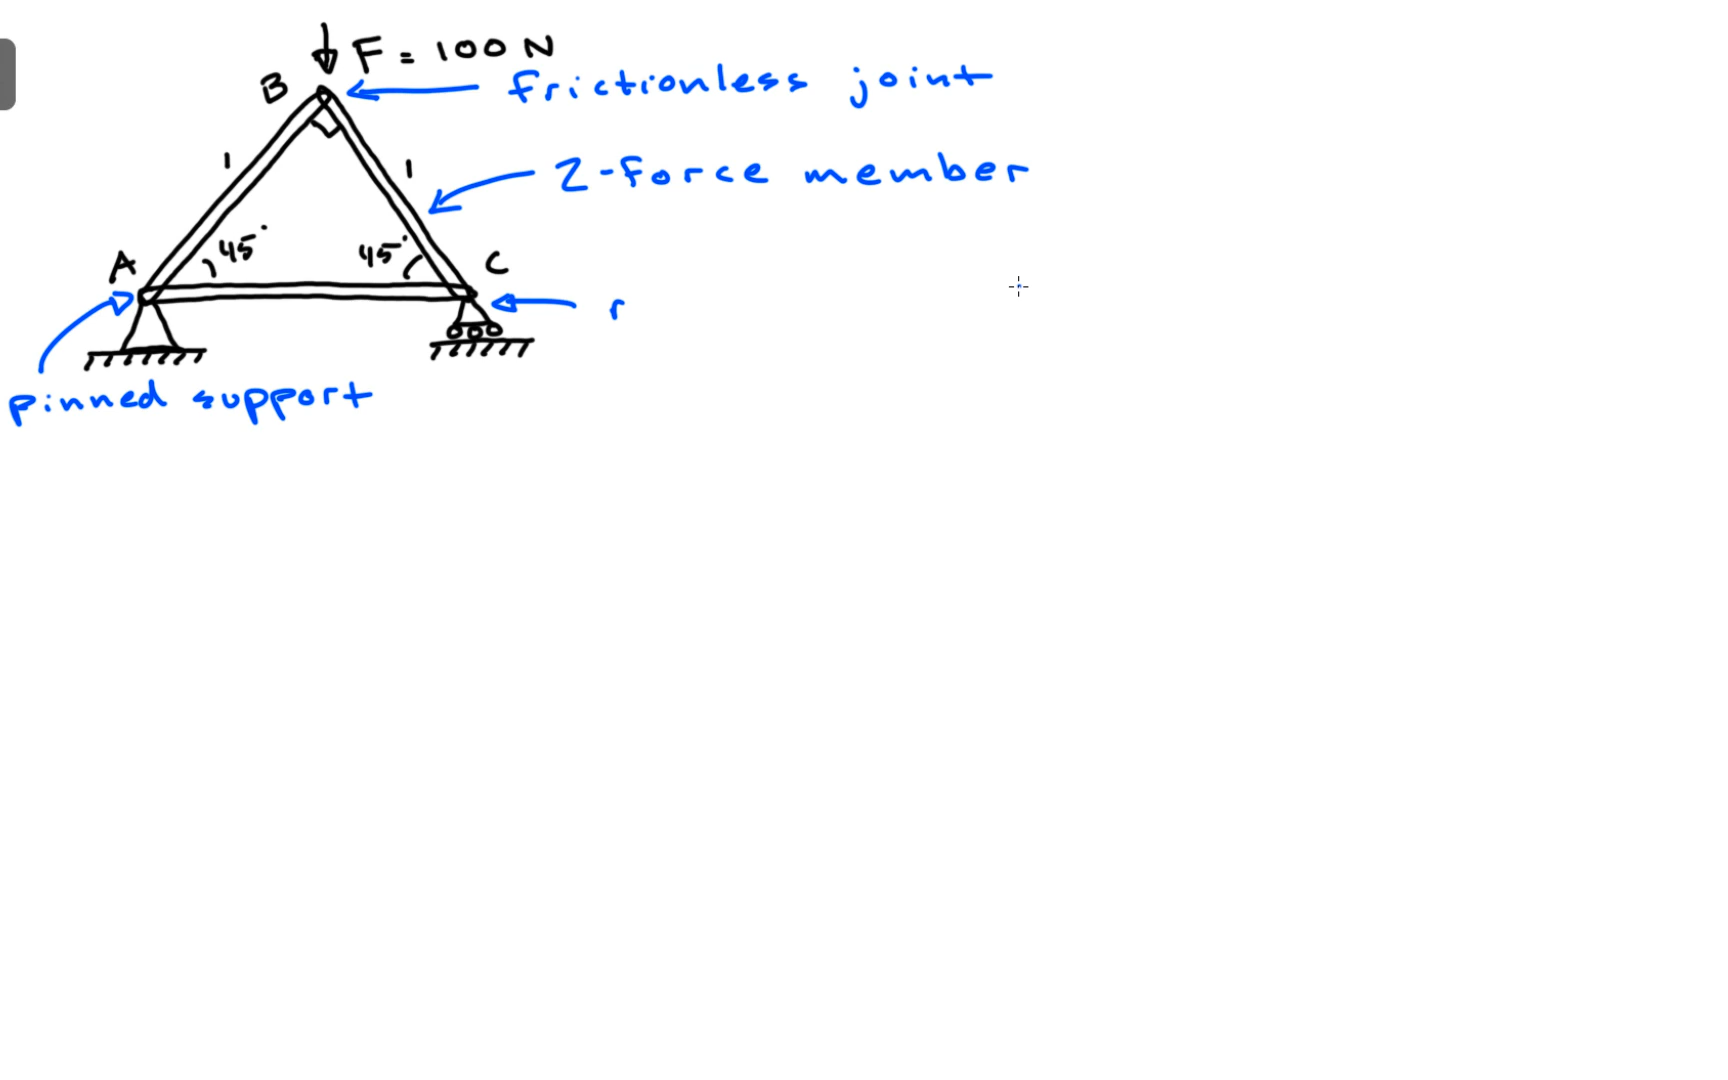 F = 100 N
B
frictionless joint
1
1
2-force member
45°
45°
A
C
r
pinned support